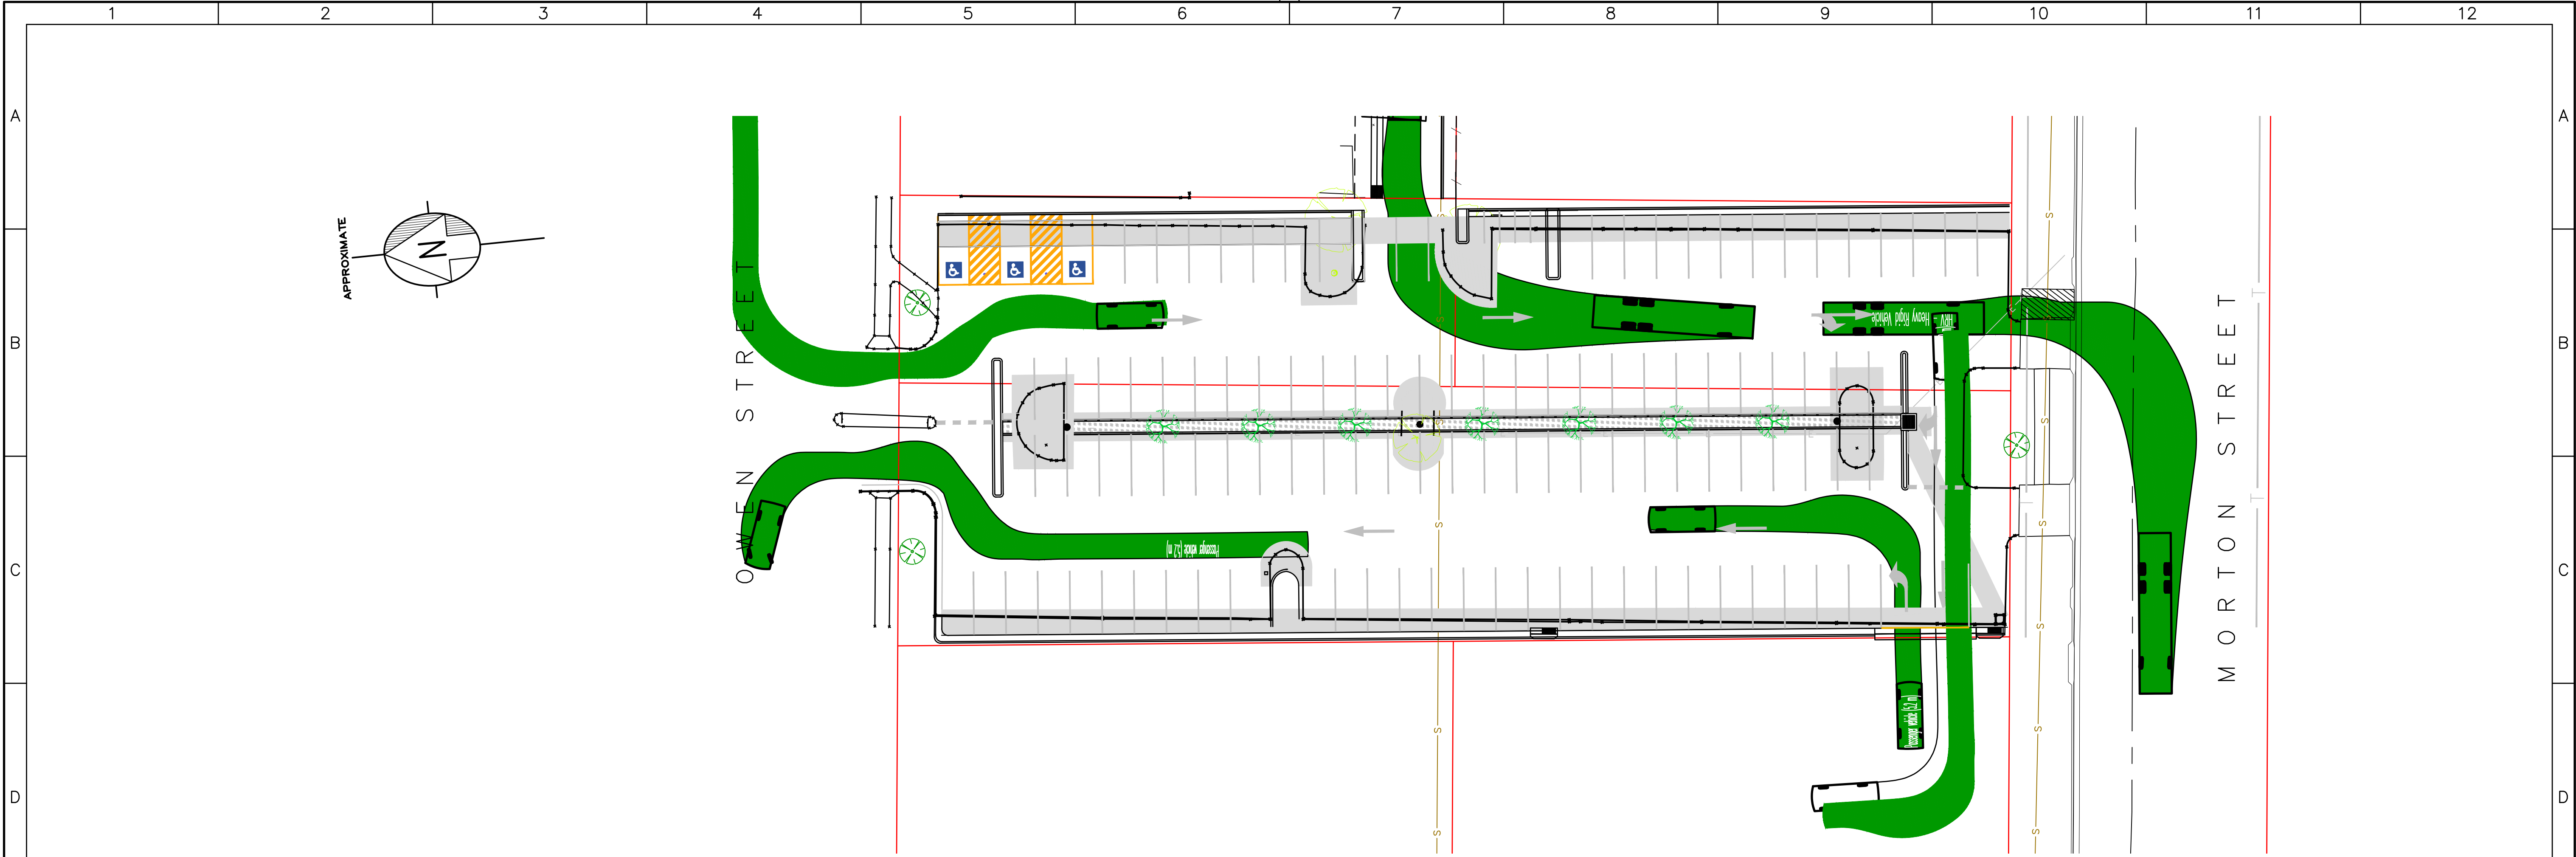 1 2 3 4 5 6 7 8 9 10 11 12
A A
APPROXIMATE
N
B B
OWEN STREET
HRV - Heavy Rigid Vehicle
MORTON STREET
S
S
S
S
S
S
S
S
T
T
T
T
L
Passenger vehicle (5.2 m)
C C
Passenger vehicle (5.2 m)
D D